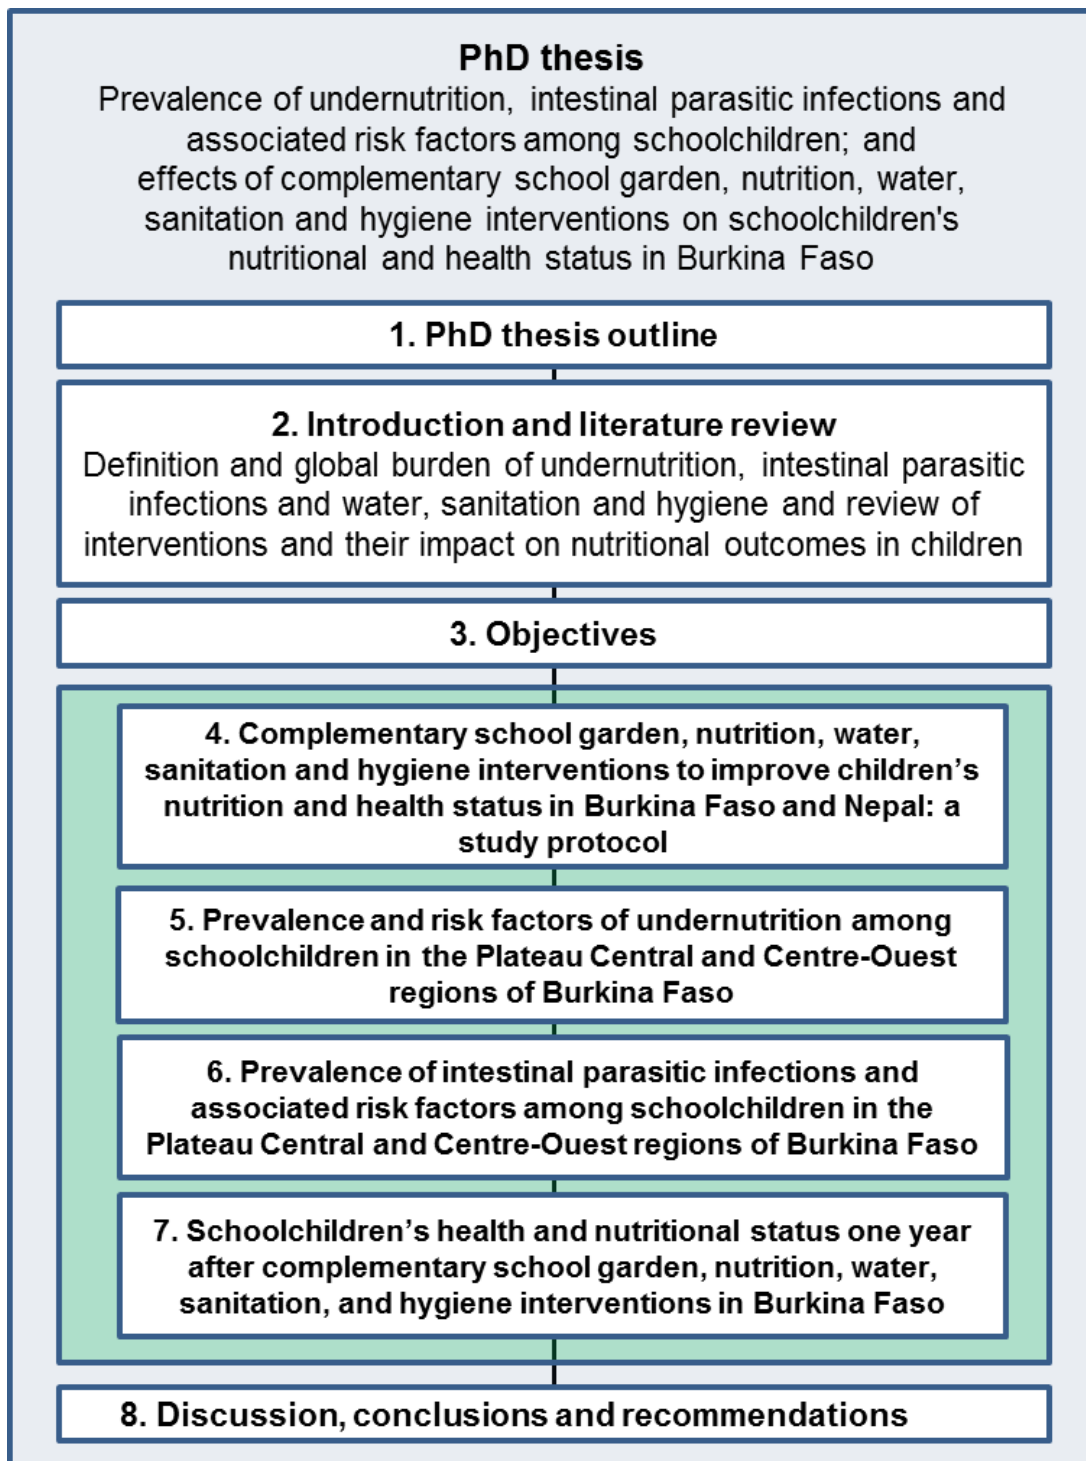 PhD thesis
Prevalence of undernutrition, intestinal parasitic infections and
associated risk factors among schoolchildren; and
effects of complementary school garden, nutrition, water,
sanitation and hygiene interventions on schoolchildren's
nutritional and health status in Burkina Faso
1. PhD thesis outline
2. Introduction and literature review
Definition and global burden of undernutrition, intestinal parasitic
infections and water, sanitation and hygiene and review of
interventions and their impact on nutritional outcomes in children
3. Objectives
4. Complementary school garden, nutrition, water,
sanitation and hygiene interventions to improve children’s
nutrition and health status in Burkina Faso and Nepal: a
study protocol
5. Prevalence and risk factors of undernutrition among
schoolchildren in the Plateau Central and Centre-Ouest
regions of Burkina Faso
6. Prevalence of intestinal parasitic infections and
associated risk factors among schoolchildren in the
Plateau Central and Centre-Ouest regions of Burkina Faso
7. Schoolchildren’s health and nutritional status one year
after complementary school garden, nutrition, water,
sanitation, and hygiene interventions in Burkina Faso
8. Discussion, conclusions and recommendations